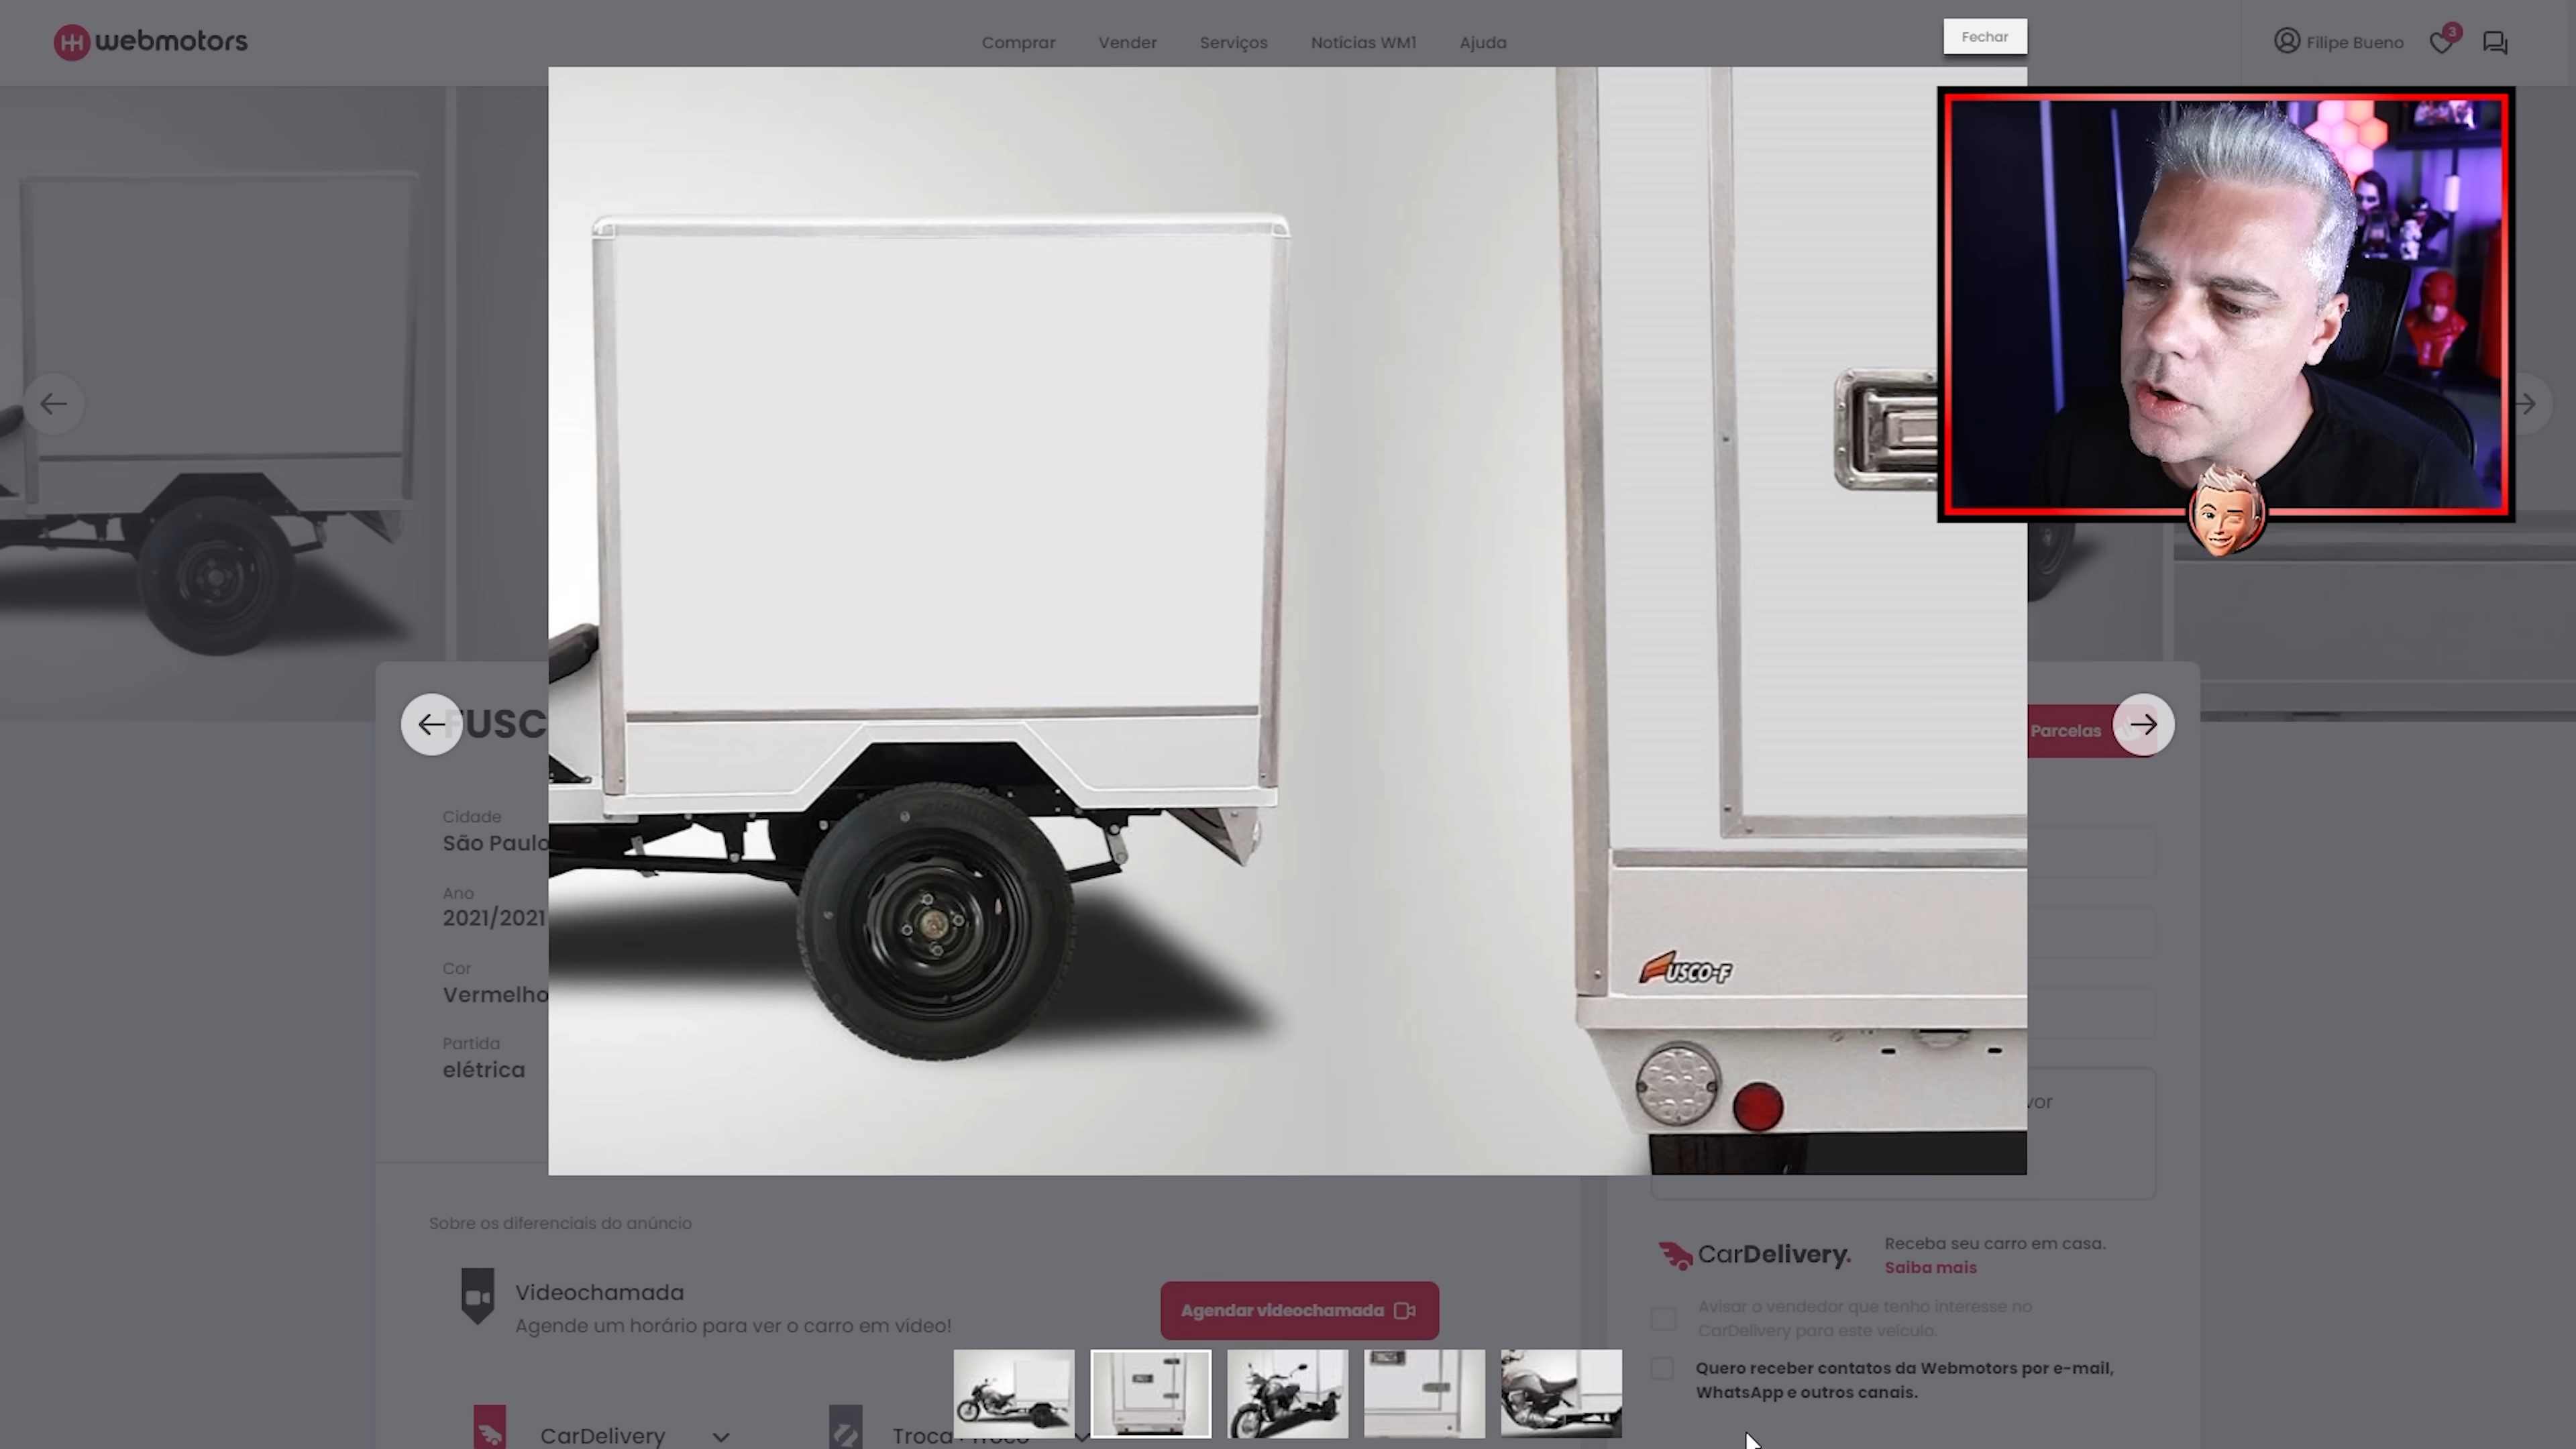 webmotors
Comprar
Vender
Serviços
Notícias WM1
Ajuda
Fechar
Filipe Bueno
3
FUSC
Parcelas
Cidade
São Paulo
Ano
2021/2021
Cor
Vermelho
Partida
elétrica
USCO-F
vor
Sobre os diferenciais do anúncio
Videochamada
Agende um horário para ver o carro em vídeo!
Agendar videochamada
CarDelivery.
Receba seu carro em casa.
Saiba mais
Avisar o vendedor que tenho interesse no
CarDelivery para este veículo.
Quero receber contatos da Webmotors por e-mail,
WhatsApp e outros canais.
CarDelivery